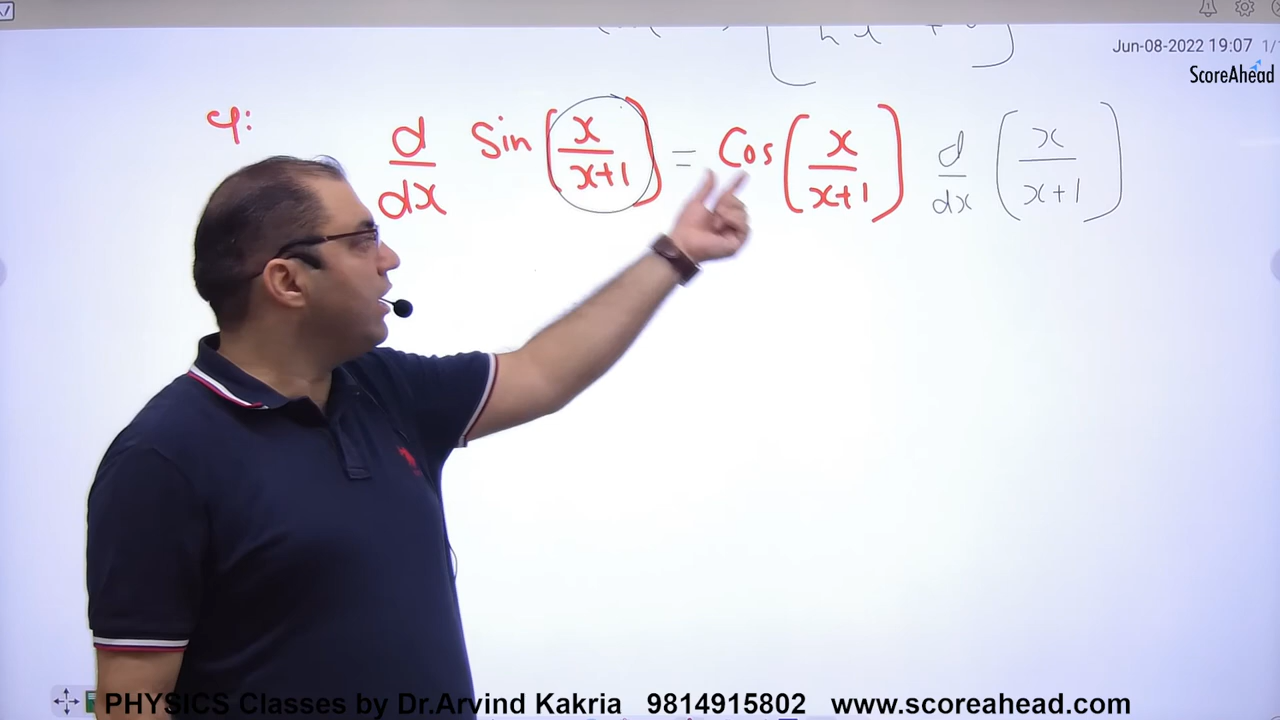 Jun-08-2022 19:07 1/
ScoreAhead
4:
d/dx Sin(x/(x+1)) = Cos(x/(x+1)) d/dx (x/(x+1))
PHYSICS Classes by Dr.Arvind Kakria 9814915802 www.scoreahead.com